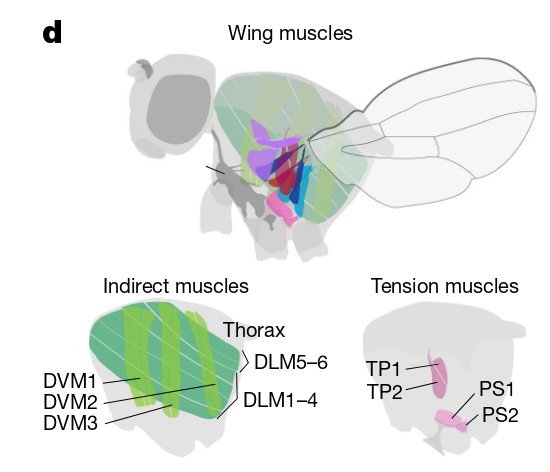 d
Wing muscles
Indirect muscles
Thorax
DLM5–6
DLM1–4
DVM1
DVM2
DVM3
Tension muscles
TP1
TP2
PS1
PS2